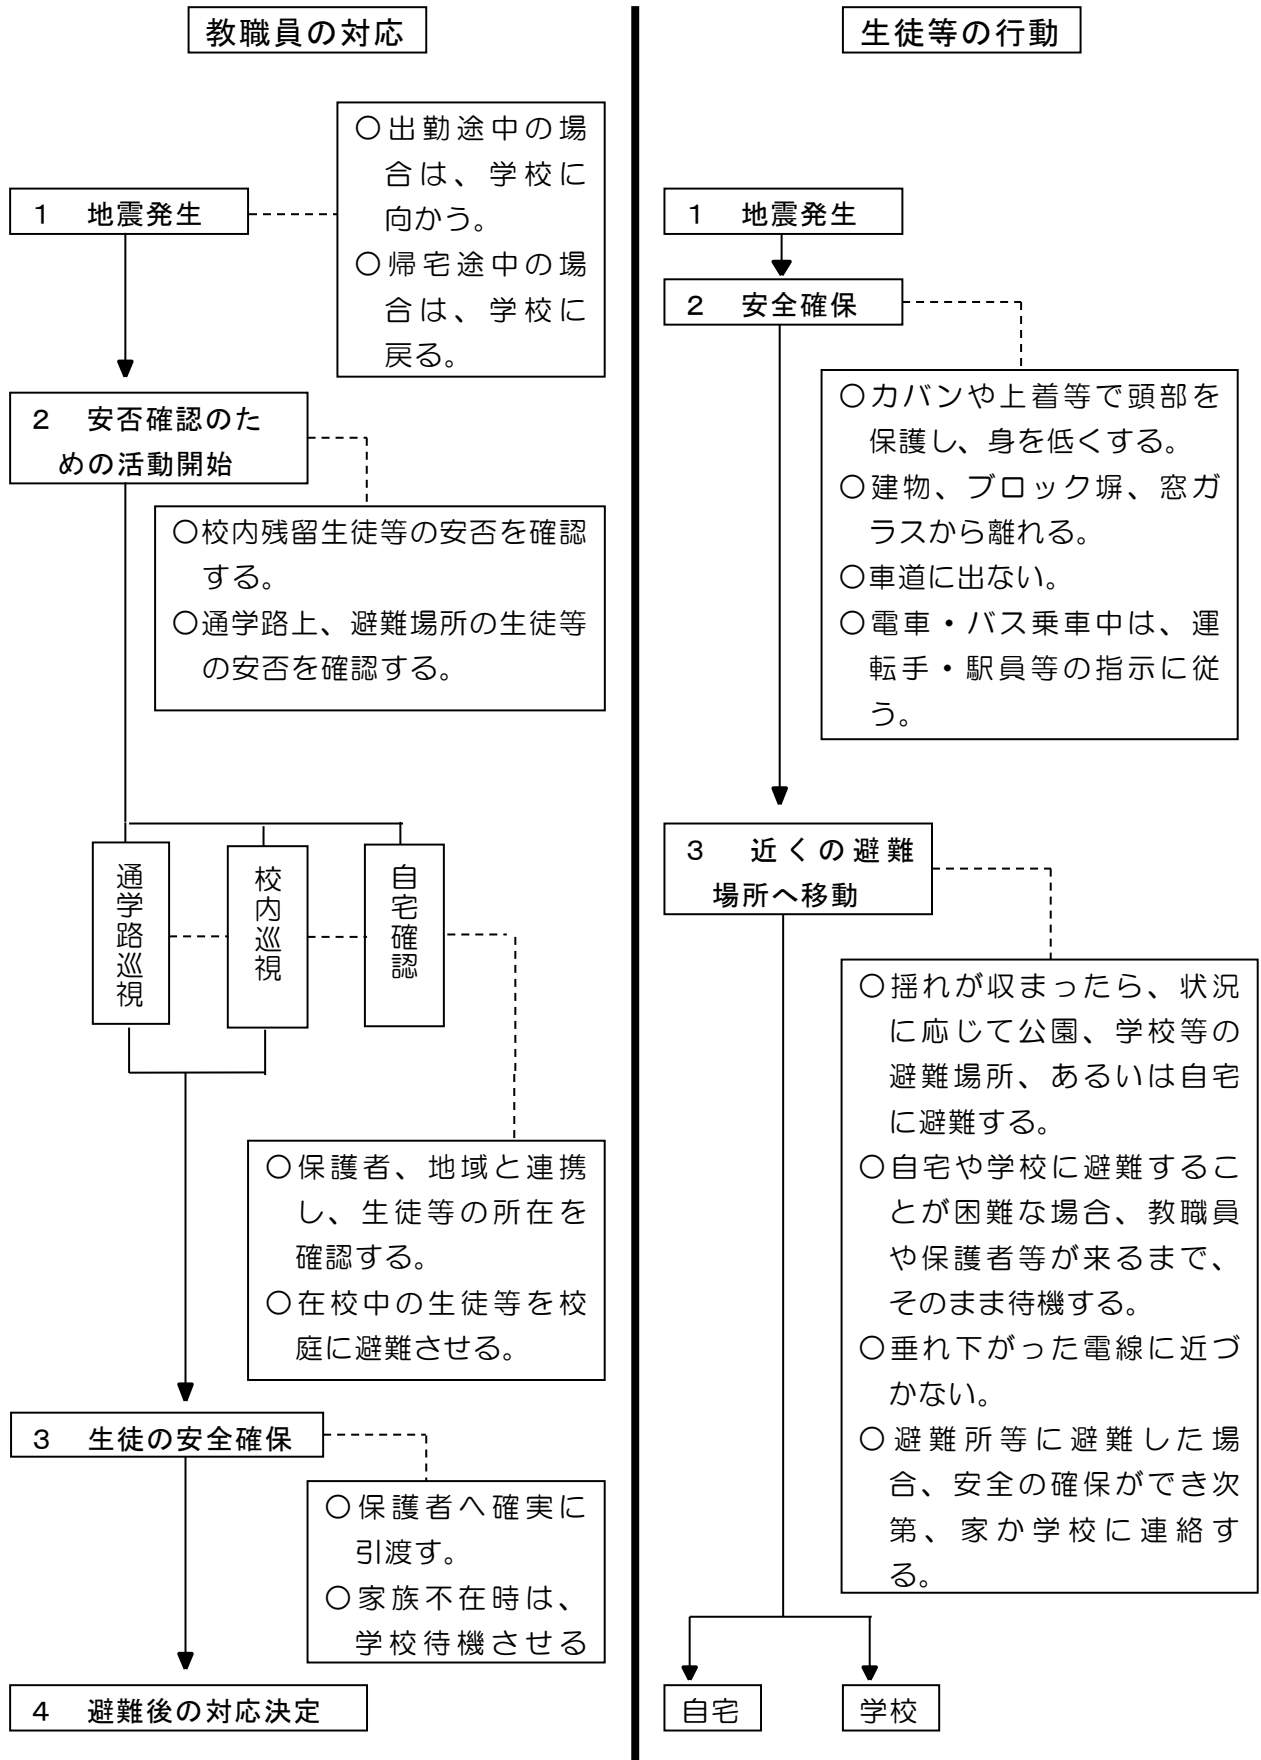 教職員の対応
1 地震発生
○出勤途中の場
合は、学校に
向かう。
○帰宅途中の場
合は、学校に
戻る。
2 安否確認のた
めの活動開始
○校内残留生徒等の安否を確認
する。
○通学路上、避難場所の生徒等
の安否を確認する。
通学路巡視
校内巡視
自宅確認
○保護者、地域と連携
し、生徒等の所在を
確認する。
○在校中の生徒等を校
庭に避難させる。
3 生徒の安全確保
○保護者へ確実に
引渡す。
○家族不在時は、
学校待機させる
4 避難後の対応決定
生徒等の行動
1 地震発生
2 安全確保
○カバンや上着等で頭部を
保護し、身を低くする。
○建物、ブロック塀、窓ガ
ラスから離れる。
○車道に出ない。
○電車・バス乗車中は、運
転手・駅員等の指示に従
う。
3 近くの避難
場所へ移動
○揺れが収まったら、状況
に応じて公園、学校等の
避難場所、あるいは自宅
に避難する。
○自宅や学校に避難するこ
とが困難な場合、教職員
や保護者等が来るまで、
そのまま待機する。
○垂れ下がった電線に近づ
かない。
○避難所等に避難した場
合、安全の確保ができ次
第、家か学校に連絡す
る。
自宅
学校